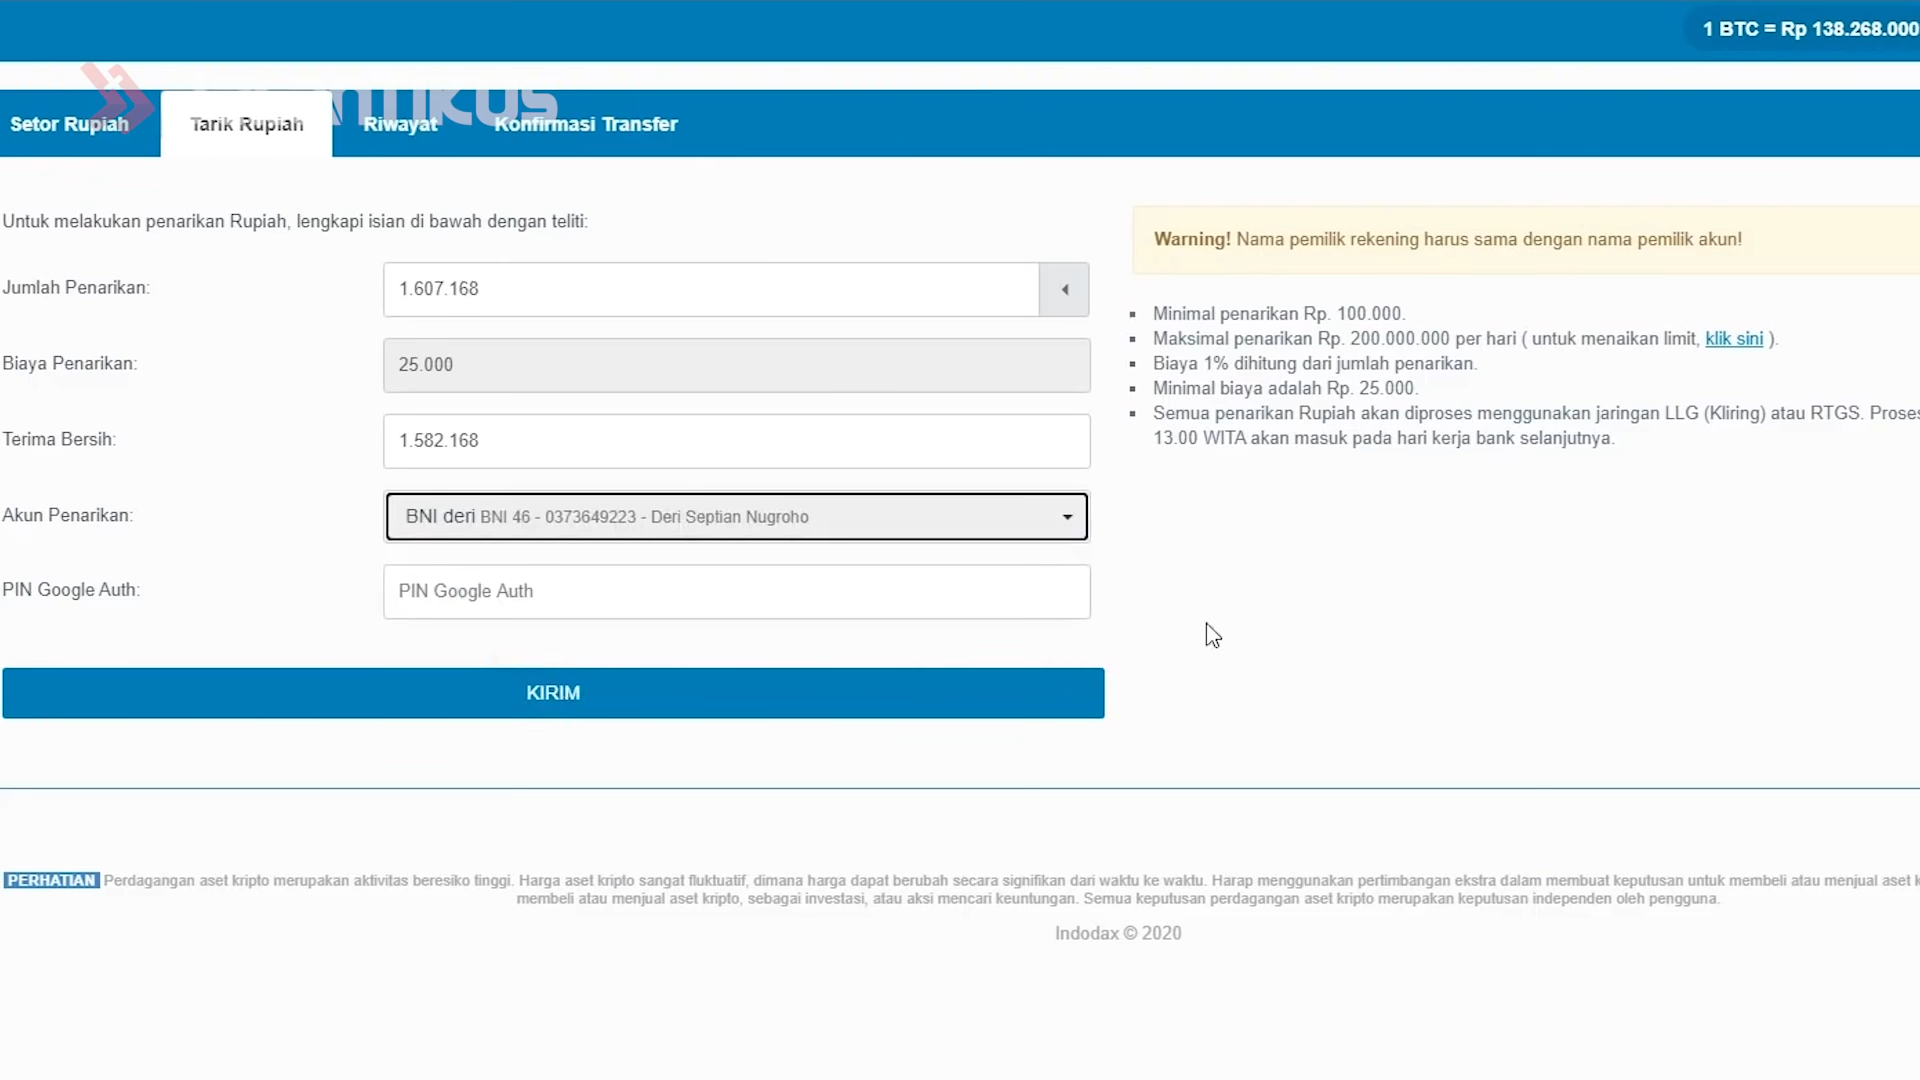 1 BTC = Rp 138.268.000
Setor Rupiah
Tarik Rupiah
Riwayat
Konfirmasi Transfer
Untuk melakukan penarikan Rupiah, lengkapi isian di bawah dengan teliti:
Jumlah Penarikan:
1.607.168
Biaya Penarikan:
25.000
Terima Bersih:
1.582.168
Akun Penarikan:
BNI deri BNI 46 - 0373649223 - Deri Septian Nugroho
PIN Google Auth:
PIN Google Auth
KIRIM
Warning! Nama pemilik rekening harus sama dengan nama pemilik akun!
Minimal penarikan Rp. 100.000.
Maksimal penarikan Rp. 200.000.000 per hari ( untuk menaikan limit, klik sini ).
Biaya 1% dihitung dari jumlah penarikan.
Minimal biaya adalah Rp. 25.000.
Semua penarikan Rupiah akan diproses menggunakan jaringan LLG (Kliring) atau RTGS. Proses
13.00 WITA akan masuk pada hari kerja bank selanjutnya.
PERHATIAN Perdagangan aset kripto merupakan aktivitas beresiko tinggi. Harga aset kripto sangat fluktuatif, dimana harga dapat berubah secara signifikan dari waktu ke waktu. Harap menggunakan pertimbangan ekstra dalam membuat keputusan untuk membeli atau menjual aset
membeli atau menjual aset kripto, sebagai investasi, atau aksi mencari keuntungan. Semua keputusan perdagangan aset kripto merupakan keputusan independen oleh pengguna.
Indodax © 2020